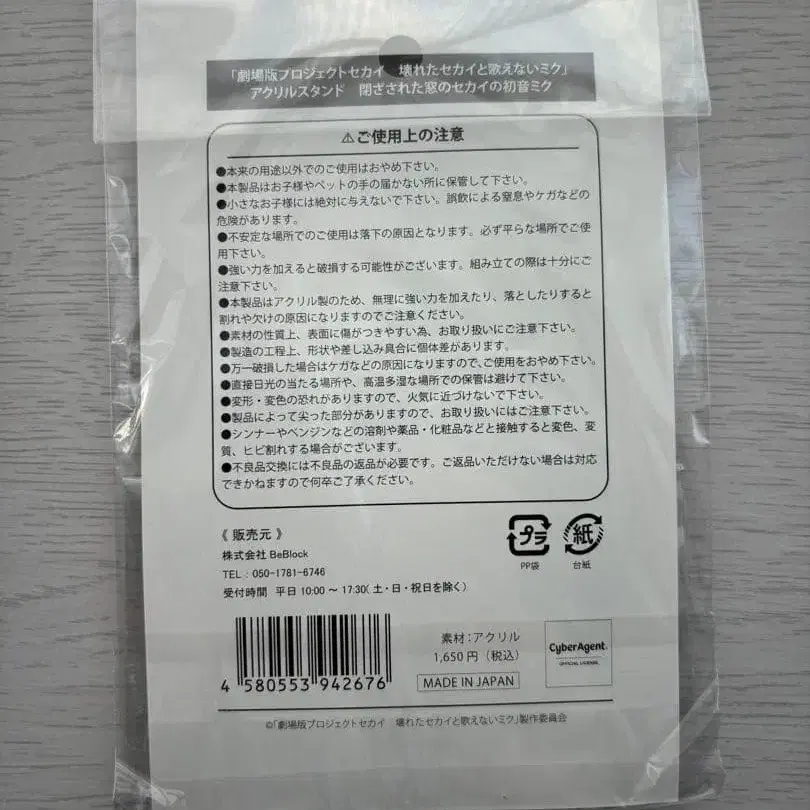 「劇場版プロジェクトセカイ　壊れたセカイと歌えないミク」
アクリルスタンド　閉ざされた窓のセカイの初音ミク
⚠ご使用上の注意
●本来の用途以外でのご使用はおやめ下さい。
●本製品はお子様やペットの手の届かない所に保管して下さい。
●小さなお子様には絶対に与えないで下さい。誤飲による窒息やケガなどの
危険があります。
●不安定な場所でのご使用は落下の原因となります。必ず平らな場所でご使
用下さい。
●強い力を加えると破損する可能性がございます。組み立ての際は十分にご
注意下さい。
●本製品はアクリル製のため、無理に強い力を加えたり、落としたりすると
割れや欠けの原因になりますのでご注意ください。
●素材の性質上、表面に傷がつきやすい為、お取り扱いにご注意下さい。
●製造の工程上、形状や差し込み具合に個体差があります。
●万一破損した場合はケガなどの原因になりますので、ご使用をおやめ下さい。
●直接日光の当たる場所や、高温多湿な場所での保管は避けて下さい。
●変形・変色の恐れがありますので、火気に近づけないで下さい。
●製品によって尖った部分がありますので、お取り扱いにはご注意下さい。
●シンナーやベンジンなどの溶剤や薬品・化粧品などと接触すると変色、変
質、ヒビ割れする場合がございます。
●不良品交換には不良品の返品が必要です。ご返品いただけない場合は対応
できかねますので何卒ご了承ください。
《 販売元 》
株式会社 BeBlock
TEL：050-1781-6746
受付時間　平日 10:00 〜 17:30(土・日・祝日を除く)
プラ
PP袋
紙
台紙
4 580553 942676
素材：アクリル
1,650 円（税込）
MADE IN JAPAN
CyberAgent.
OFFICIAL LICENSE
©「劇場版プロジェクトセカイ　壊れたセカイと歌えないミク」製作委員会